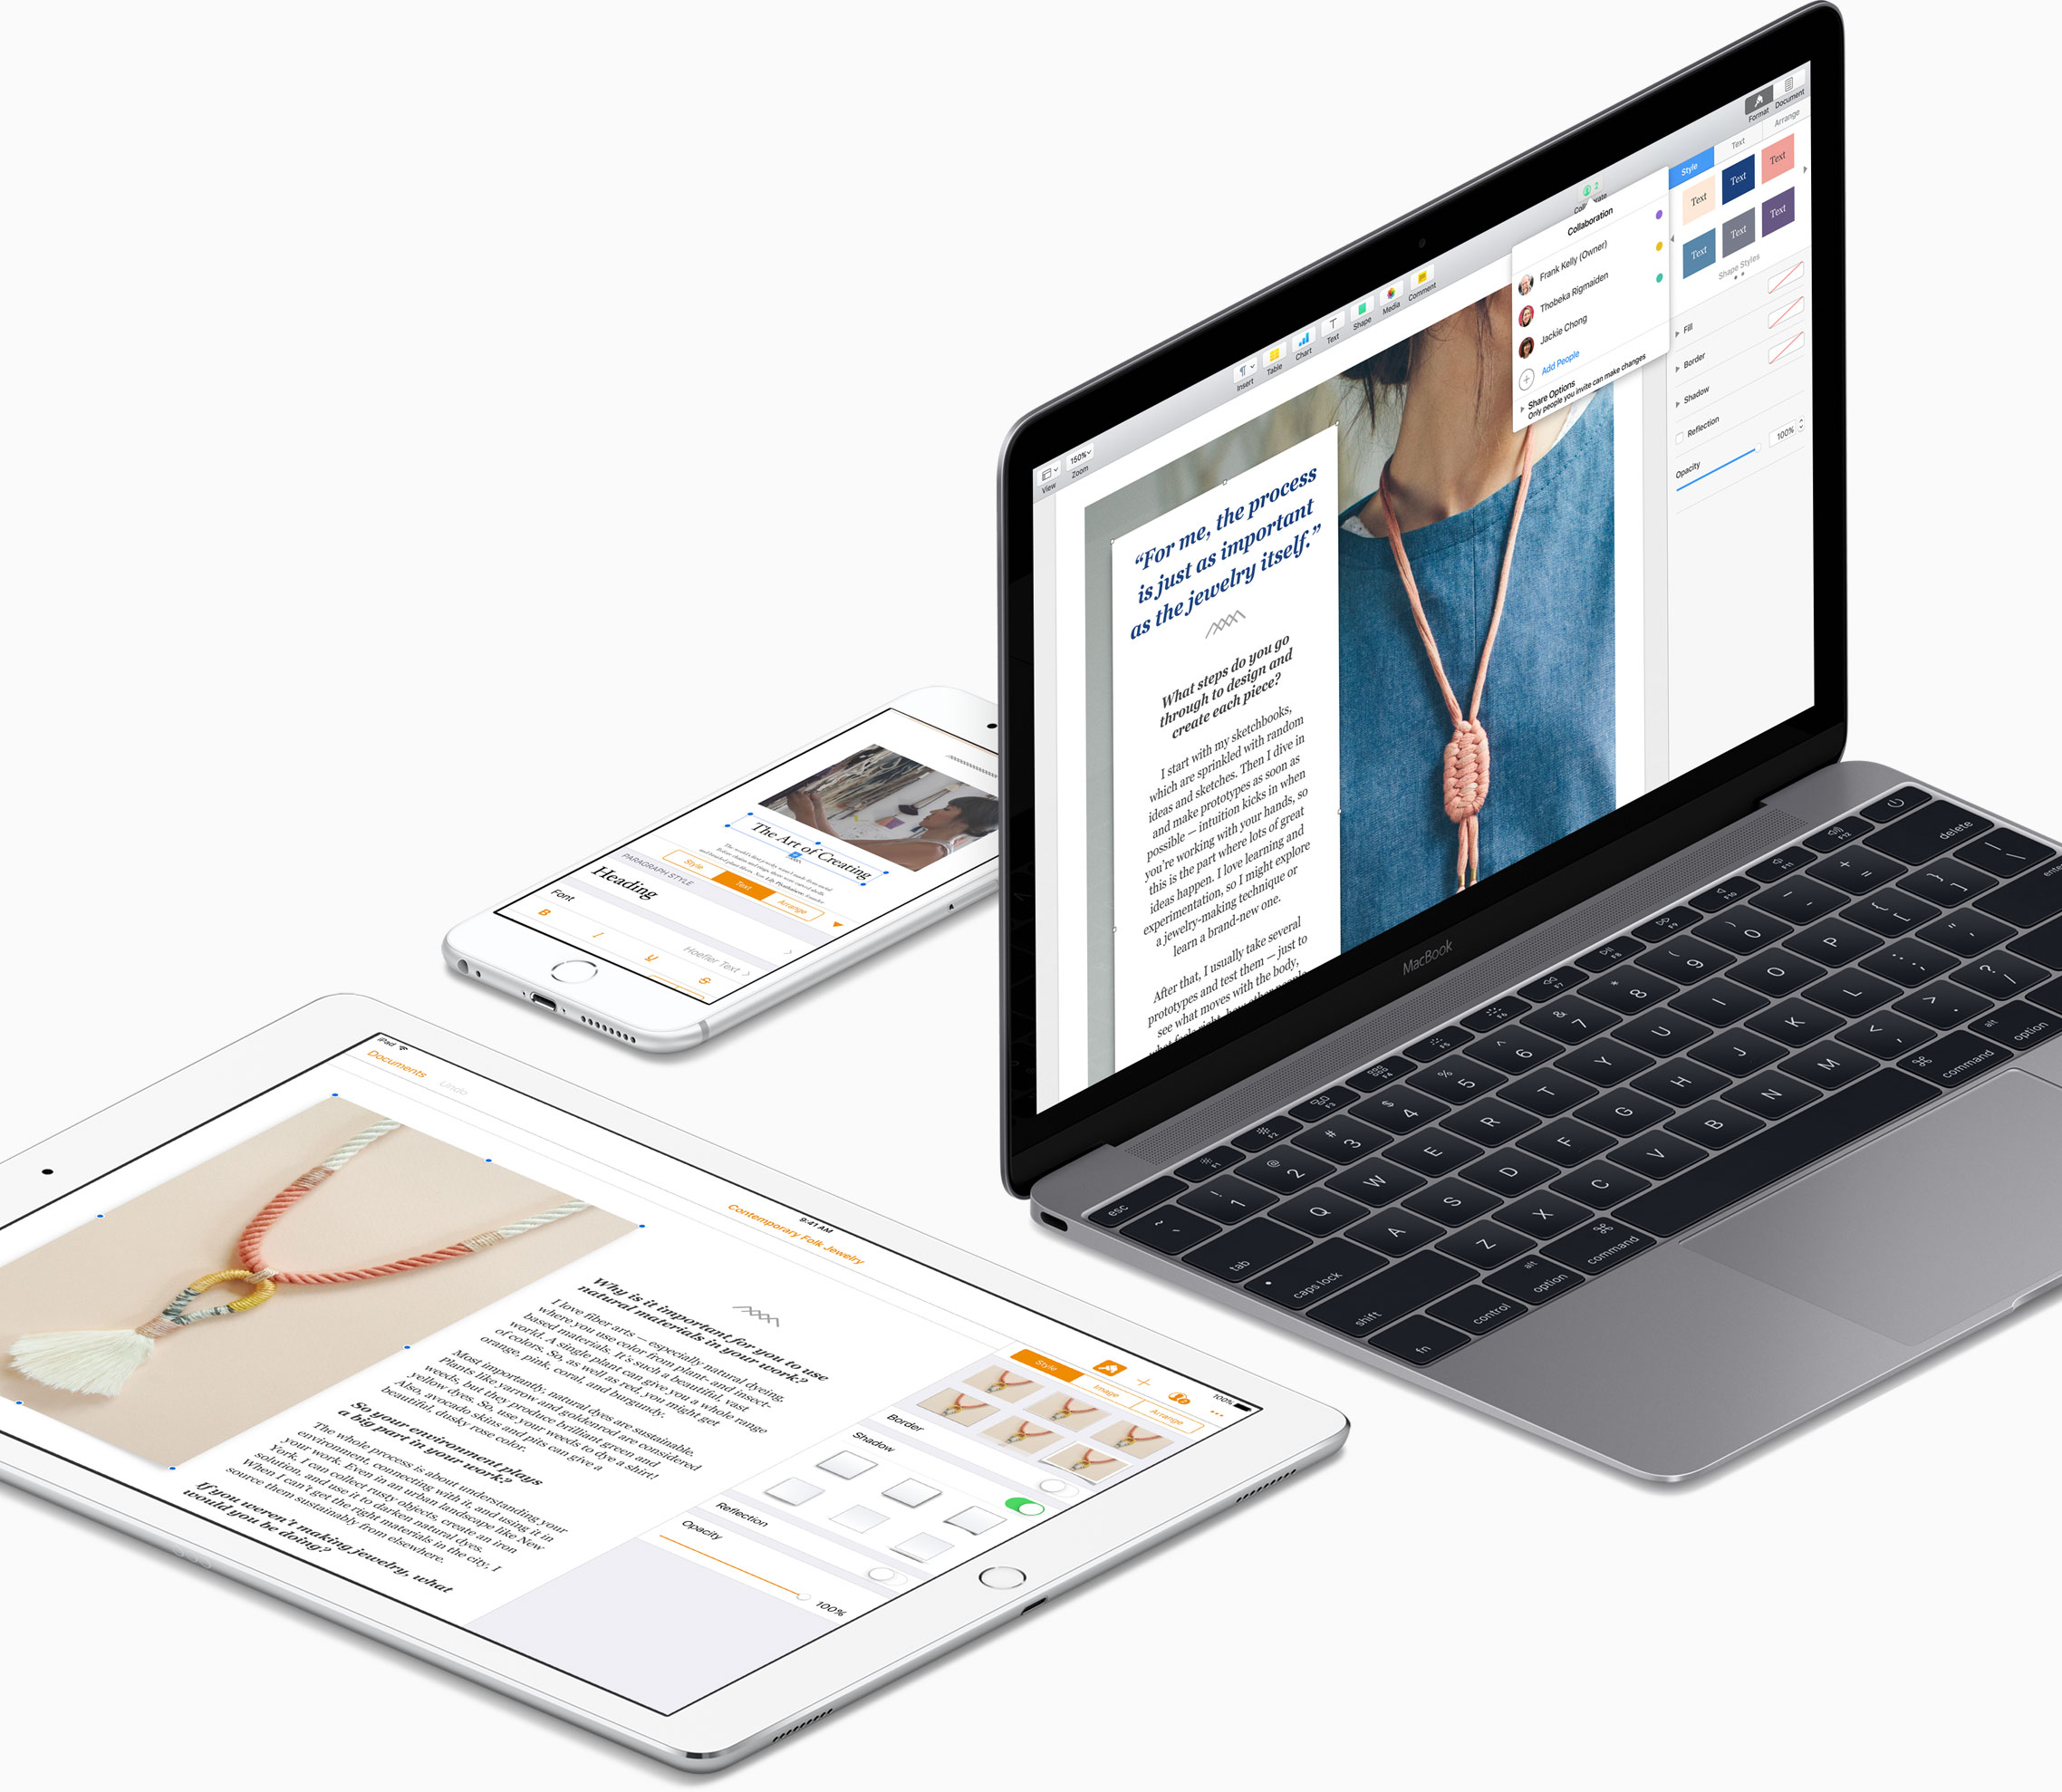 Format
Document
Style
Text
Arrange
Text
Text
Text
Text
Text
Text
Shape Styles
Fill
Border
Shadow
Reflection
Opacity
100%
2
Collaborate
Collaboration
Frank Kelly (Owner)
Thobeka Rigmaiden
Jackie Chong
Add People
Share Options
Only people you invite can make changes
View
150%
Zoom
Insert
Table
Chart
Text
Shape
Media
Comment
“For me, the process
is just as important
as the jewelry itself.”
What steps do you go
through to design and
create each piece?
I start with my sketchbooks,
which are sprinkled with random
ideas and sketches. Then I dive in
and make prototypes as soon as
possible — intuition kicks in when
you’re working with your hands, so
this is the part where lots of great
ideas happen. I love learning and
experimentation, so I might explore
a jewelry-making technique or
learn a brand-new one.
After that, I usually take several
prototypes and test them — just to
see what moves with the body,
MacBook
esc
F1
F2
F3
F4
F5
F6
F7
F8
F9
F10
F11
F12
~ `
! 1
@ 2
# 3
$ 4
% 5
^ 6
& 7
* 8
( 9
) 0
_ -
+ =
delete
tab
Q
W
E
R
T
Y
U
I
O
P
{ [
} ]
| \
caps lock
A
S
D
F
G
H
J
K
L
: ;
" '
enter
shift
Z
X
C
V
B
N
M
< ,
> .
? /
fn
control
alt
option
⌘
command
⌘
command
alt
option
The Art of Creating
Style
Text
Arrange
PARAGRAPH STYLE
Heading
Font
Hoefler Text
B
I
U
S
iPad
9:41 AM
100%
Documents
Undo
Contemporary Folk Jewelry
Why is it important for you to use
natural materials in your work?
I love fiber arts — especially natural dyeing,
where you use color from plant- and insect-
based materials. It’s such a beautiful, vast
world. A single plant can give you a whole range
of colors. So, as well as red, you might get
orange, pink, coral, and burgundy.
Most importantly, natural dyes are sustainable.
Plants like yarrow and goldenrod are considered
weeds, but they produce brilliant green and
yellow dyes. So, use your weeds to dye a shirt!
Also, avocado skins and pits can give a
beautiful, dusky rose color.
So your environment plays
a big part in your work?
The whole process is about understanding your
environment, connecting with it, and using it in
your work. Even in an urban landscape like New
York. I can collect rusty objects, create an iron
solution, and use it to darken natural dyes.
When I can’t get the right materials in the city, I
source them sustainably from elsewhere.
If you weren’t making jewelry, what
would you be doing?
Style
Image
Arrange
Border
Shadow
Reflection
Opacity
100%